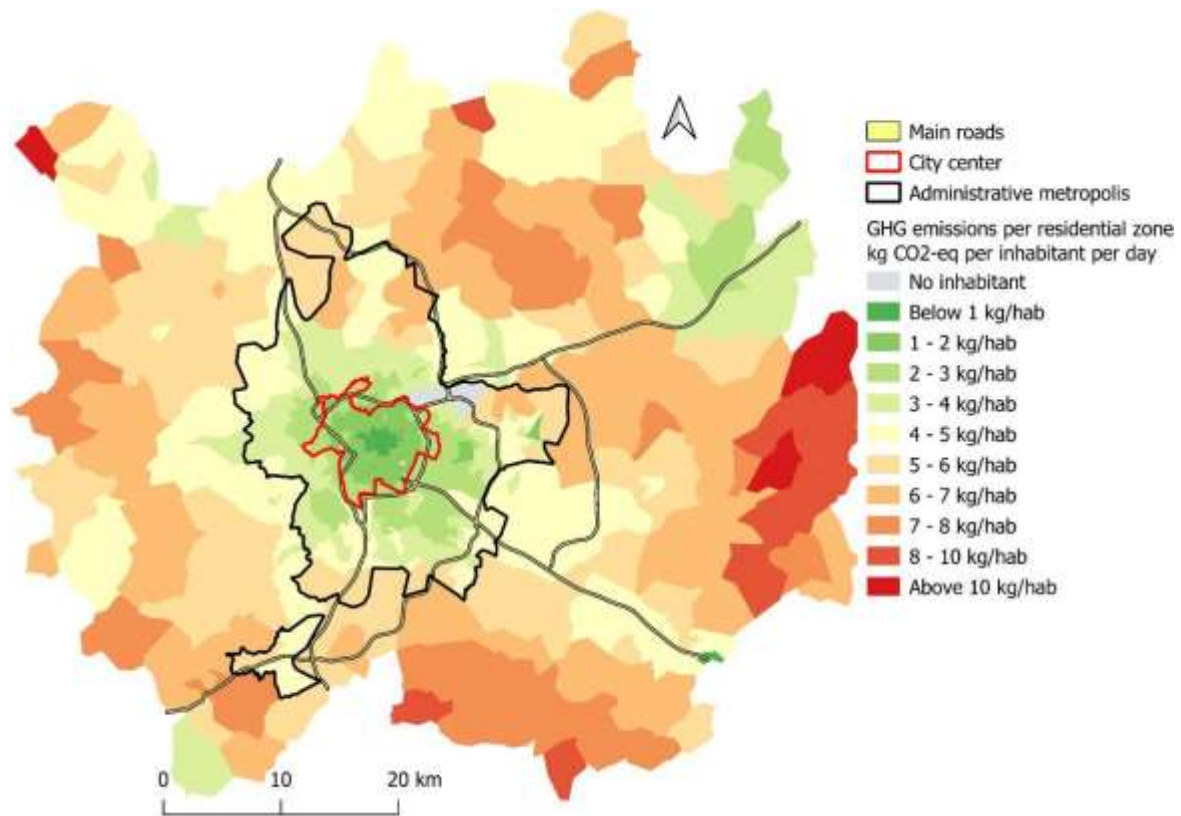 Main roads
City center
Administrative metropolis
GHG emissions per residential zone
kg CO2-eq per inhabitant per day
No inhabitant
Below 1 kg/hab
1 - 2 kg/hab
2 - 3 kg/hab
3 - 4 kg/hab
4 - 5 kg/hab
5 - 6 kg/hab
6 - 7 kg/hab
7 - 8 kg/hab
8 - 10 kg/hab
Above 10 kg/hab
0 10 20 km